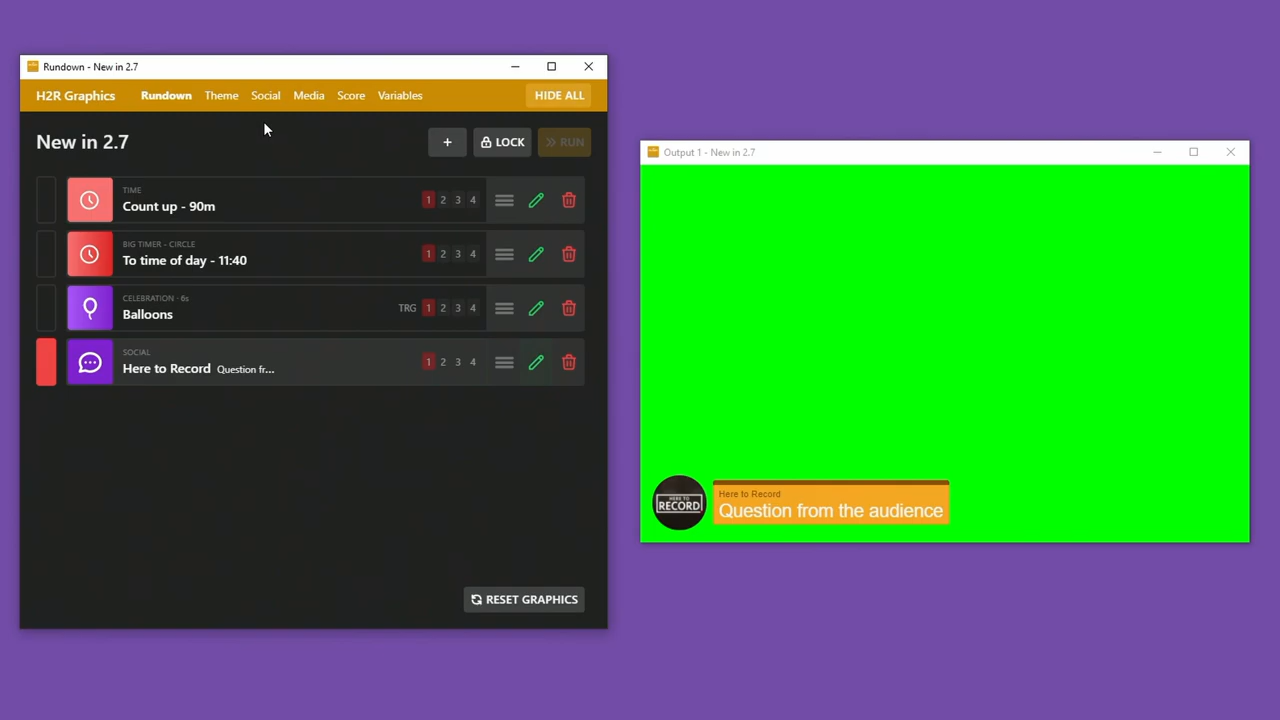 Rundown - New in 2.7
H2R Graphics Rundown Theme Social Media Score Variables HIDE ALL
New in 2.7 + LOCK RUN
TIME
Count up - 90m 1 2 3 4
BIG TIMER - CIRCLE
To time of day - 11:40 1 2 3 4
CELEBRATION · 6s
Balloons TRG 1 2 3 4
SOCIAL
Here to Record Question fr... 1 2 3 4
RESET GRAPHICS
Output 1 - New in 2.7
HERE TO
RECORD
Here to Record
Question from the audience